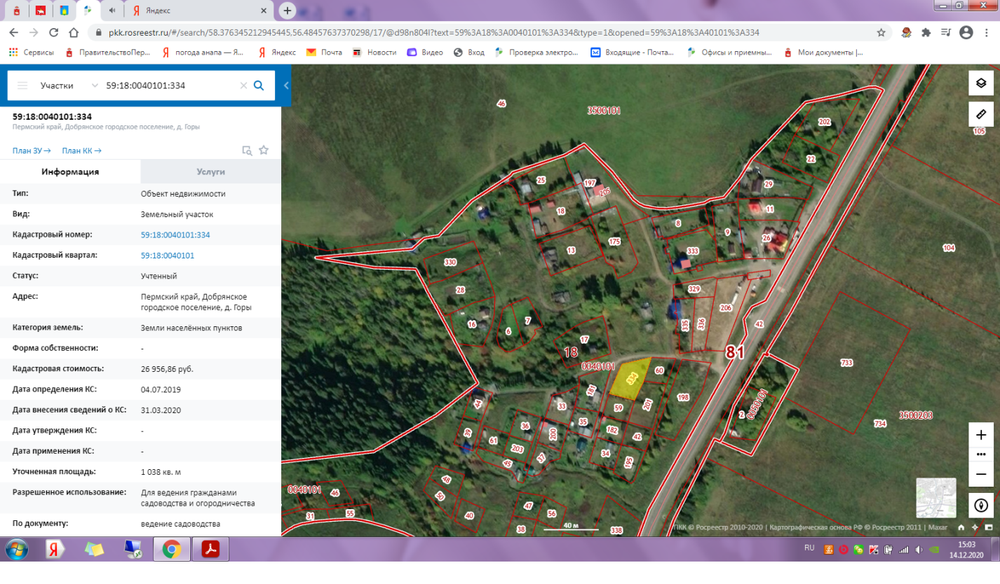 Яндекс
pkk.rosreestr.ru/#/search/58.376345212945445,56.48457637370298/17/@d98n804l?text=59%3A18%3A0040101%3A334&type=1&opened=59%3A18%3A40101%3A334
Сервисы ПравительствоПер... погода анапа — Я... Яндекс Почта Новости Видео Вход Проверка электро... Входящие - Почта... Офисы и приемны... Мои документы |...
Участки 59:18:0040101:334
59:18:0040101:334
Пермский край, Добрянское городское поселение, д. Горы
План ЗУ → План КК →
Информация Услуги
Тип: Объект недвижимости
Вид: Земельный участок
Кадастровый номер: 59:18:0040101:334
Кадастровый квартал: 59:18:0040101
Статус: Учтенный
Адрес: Пермский край, Добрянское
городское поселение, д. Горы
Категория земель: Земли населённых пунктов
Форма собственности: -
Кадастровая стоимость: 26 956,86 руб.
Дата определения КС: 04.07.2019
Дата внесения сведений о КС: 31.03.2020
Дата утверждения КС: -
Дата применения КС: -
Уточненная площадь: 1 038 кв. м
Разрешенное использование: Для ведения гражданами
садоводства и огородничества
По документу: ведение садоводства
46
3500101
202
105
22
25
197
205
29
18
11
8
9
26
175
13
333
104
330
28
329
206
16
7
6
335
336
42
17
18
81
0040101
733
334
60
181
198
44
33
59
201
0050101
2
36
35
39
200
182
42
734
3500203
61
203
34
37
45
195
48
0040101
46
50
47
31
55
40
56
38
40 м
338
ПКК © Росреестр 2010-2020 | Картографическая основа РФ © Росреестр 2011 | Maxar
RU
15:03
14.12.2020